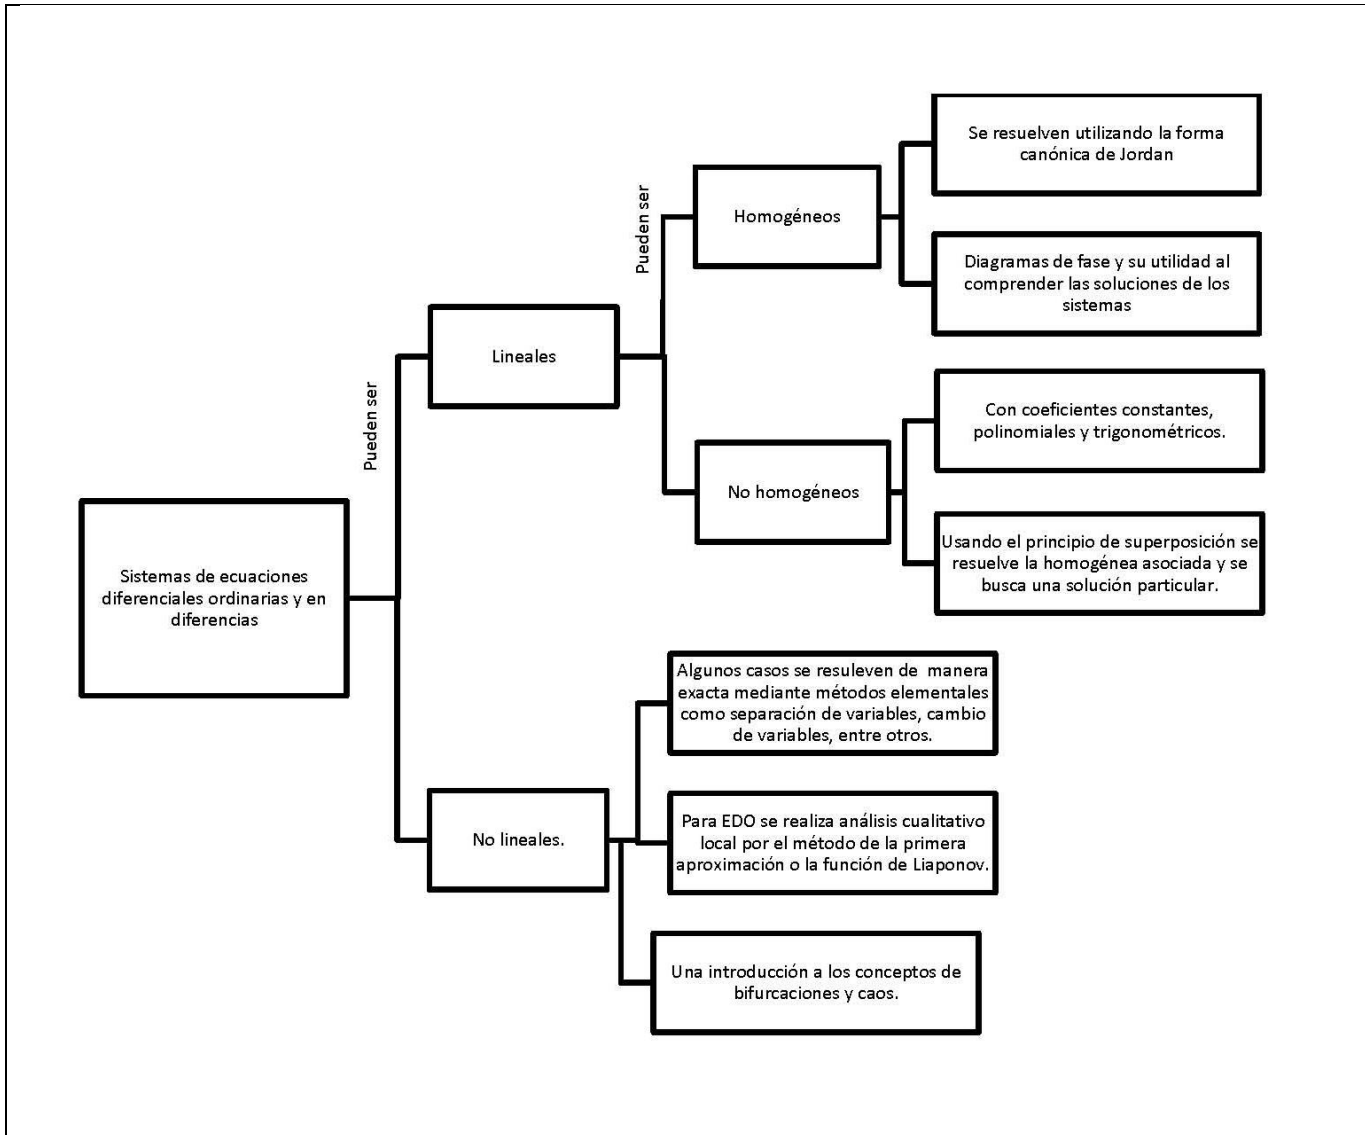 Sistemas de ecuaciones
diferenciales ordinarias y en
diferencias
Pueden ser
Lineales
Pueden ser
Homogéneos
Se resuelven utilizando la forma
canónica de Jordan
Diagramas de fase y su utilidad al
comprender las soluciones de los
sistemas
No homogéneos
Con coeficientes constantes,
polinomiales y trigonométricos.
Usando el principio de superposición se
resuelve la homogénea asociada y se
busca una solución particular.
No lineales.
Algunos casos se resuleven de manera
exacta mediante métodos elementales
como separación de variables, cambio
de variables, entre otros.
Para EDO se realiza análisis cualitativo
local por el método de la primera
aproximación o la función de Liaponov.
Una introducción a los conceptos de
bifurcaciones y caos.